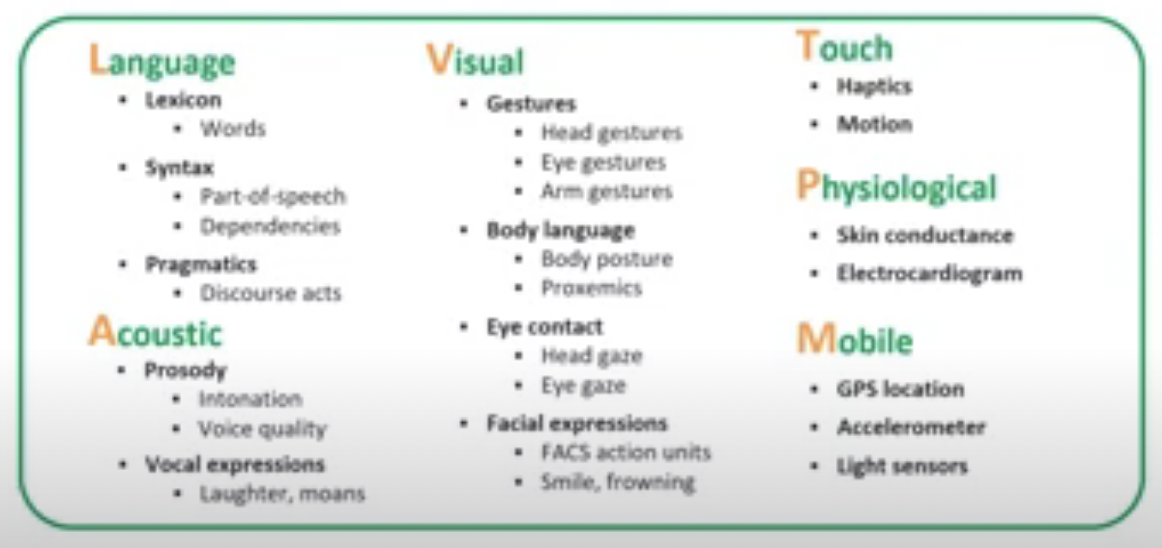 Language
▪ Lexicon
▪ Words
▪ Syntax
▪ Part-of-speech
▪ Dependencies
▪ Pragmatics
▪ Discourse acts
Acoustic
▪ Prosody
▪ Intonation
▪ Voice quality
▪ Vocal expressions
▪ Laughter, moans
Visual
▪ Gestures
▪ Head gestures
▪ Eye gestures
▪ Arm gestures
▪ Body language
▪ Body posture
▪ Proxemics
▪ Eye contact
▪ Head gaze
▪ Eye gaze
▪ Facial expressions
▪ FACS action units
▪ Smile, frowning
Touch
▪ Haptics
▪ Motion
Physiological
▪ Skin conductance
▪ Electrocardiogram
Mobile
▪ GPS location
▪ Accelerometer
▪ Light sensors